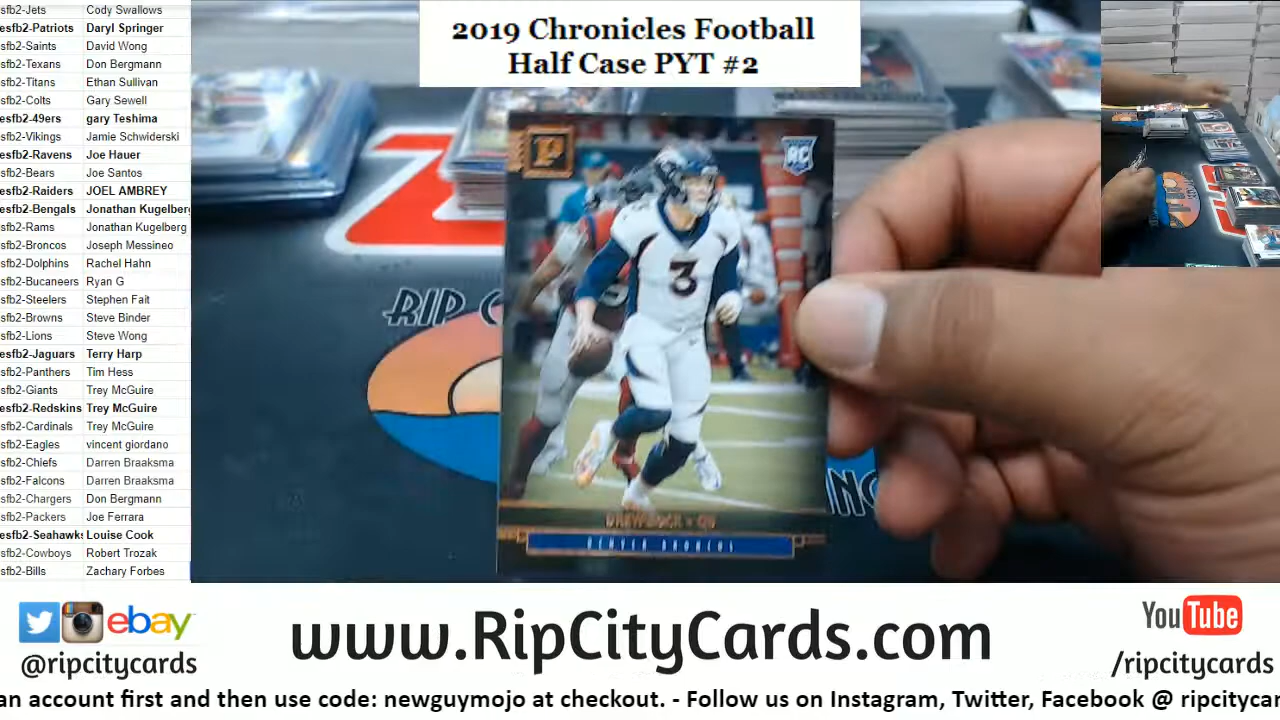 sfb2-Jets Cody Swallows
esfb2-Patriots Daryl Springer
sfb2-Saints David Wong
sfb2-Texans Don Bergmann
sfb2-Titans Ethan Sullivan
sfb2-Colts Gary Sewell
esfb2-49ers gary Teshima
sfb2-Vikings Jamie Schwiderski
esfb2-Ravens Joe Hauer
sfb2-Bears Joe Santos
esfb2-Raiders JOEL AMBREY
esfb2-Bengals Jonathan Kugelberg
sfb2-Rams Jonathan Kugelberg
sfb2-Broncos Joseph Messineo
sfb2-Dolphins Rachel Hahn
sfb2-Bucaneers Ryan G
sfb2-Steelers Stephen Fait
sfb2-Browns Steve Binder
sfb2-Lions Steve Wong
esfb2-Jaguars Terry Harp
sfb2-Panthers Tim Hess
sfb2-Giants Trey McGuire
esfb2-Redskins Trey McGuire
sfb2-Cardinals Trey McGuire
sfb2-Eagles vincent giordano
sfb2-Chiefs Darren Braaksma
sfb2-Falcons Darren Braaksma
sfb2-Chargers Don Bergmann
sfb2-Packers Joe Ferrara
esfb2-Seahawks Louise Cook
sfb2-Cowboys Robert Trozak
sfb2-Bills Zachary Forbes
2019 Chronicles Football
Half Case PYT #2
P
RC
3
RIP C
DREW LOCK • QB
DENVER BRONCOS
ebay
@ripcitycards
www.RipCityCards.com
YouTube
/ripcitycards
an account first and then use code: newguymojo at checkout. - Follow us on Instagram, Twitter, Facebook @ ripcitycar